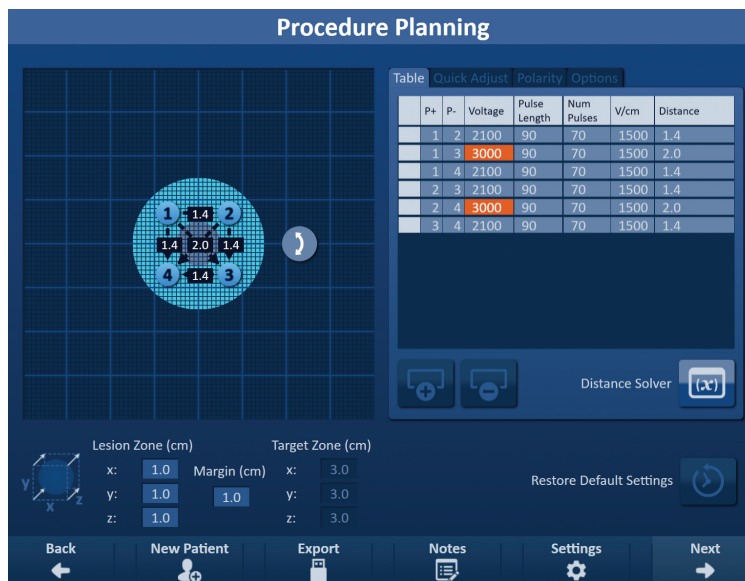 Procedure Planning
Table Quick Adjust Polarity Options
P+ P- Voltage Pulse Length Num Pulses V/cm Distance
1 2 2100 90 70 1500 1.4
1 3 3000 90 70 1500 2.0
1 4 2100 90 70 1500 1.4
2 3 2100 90 70 1500 1.4
2 4 3000 90 70 1500 2.0
3 4 2100 90 70 1500 1.4
1 1.4 2
1.4 2.0 1.4
4 1.4 3
Distance Solver (x)
Lesion Zone (cm) Target Zone (cm)
x: 1.0 Margin (cm) x: 3.0
y: 1.0 1.0 y: 3.0
z: 1.0 z: 3.0
y x z
Restore Default Settings
Back New Patient Export Notes Settings Next